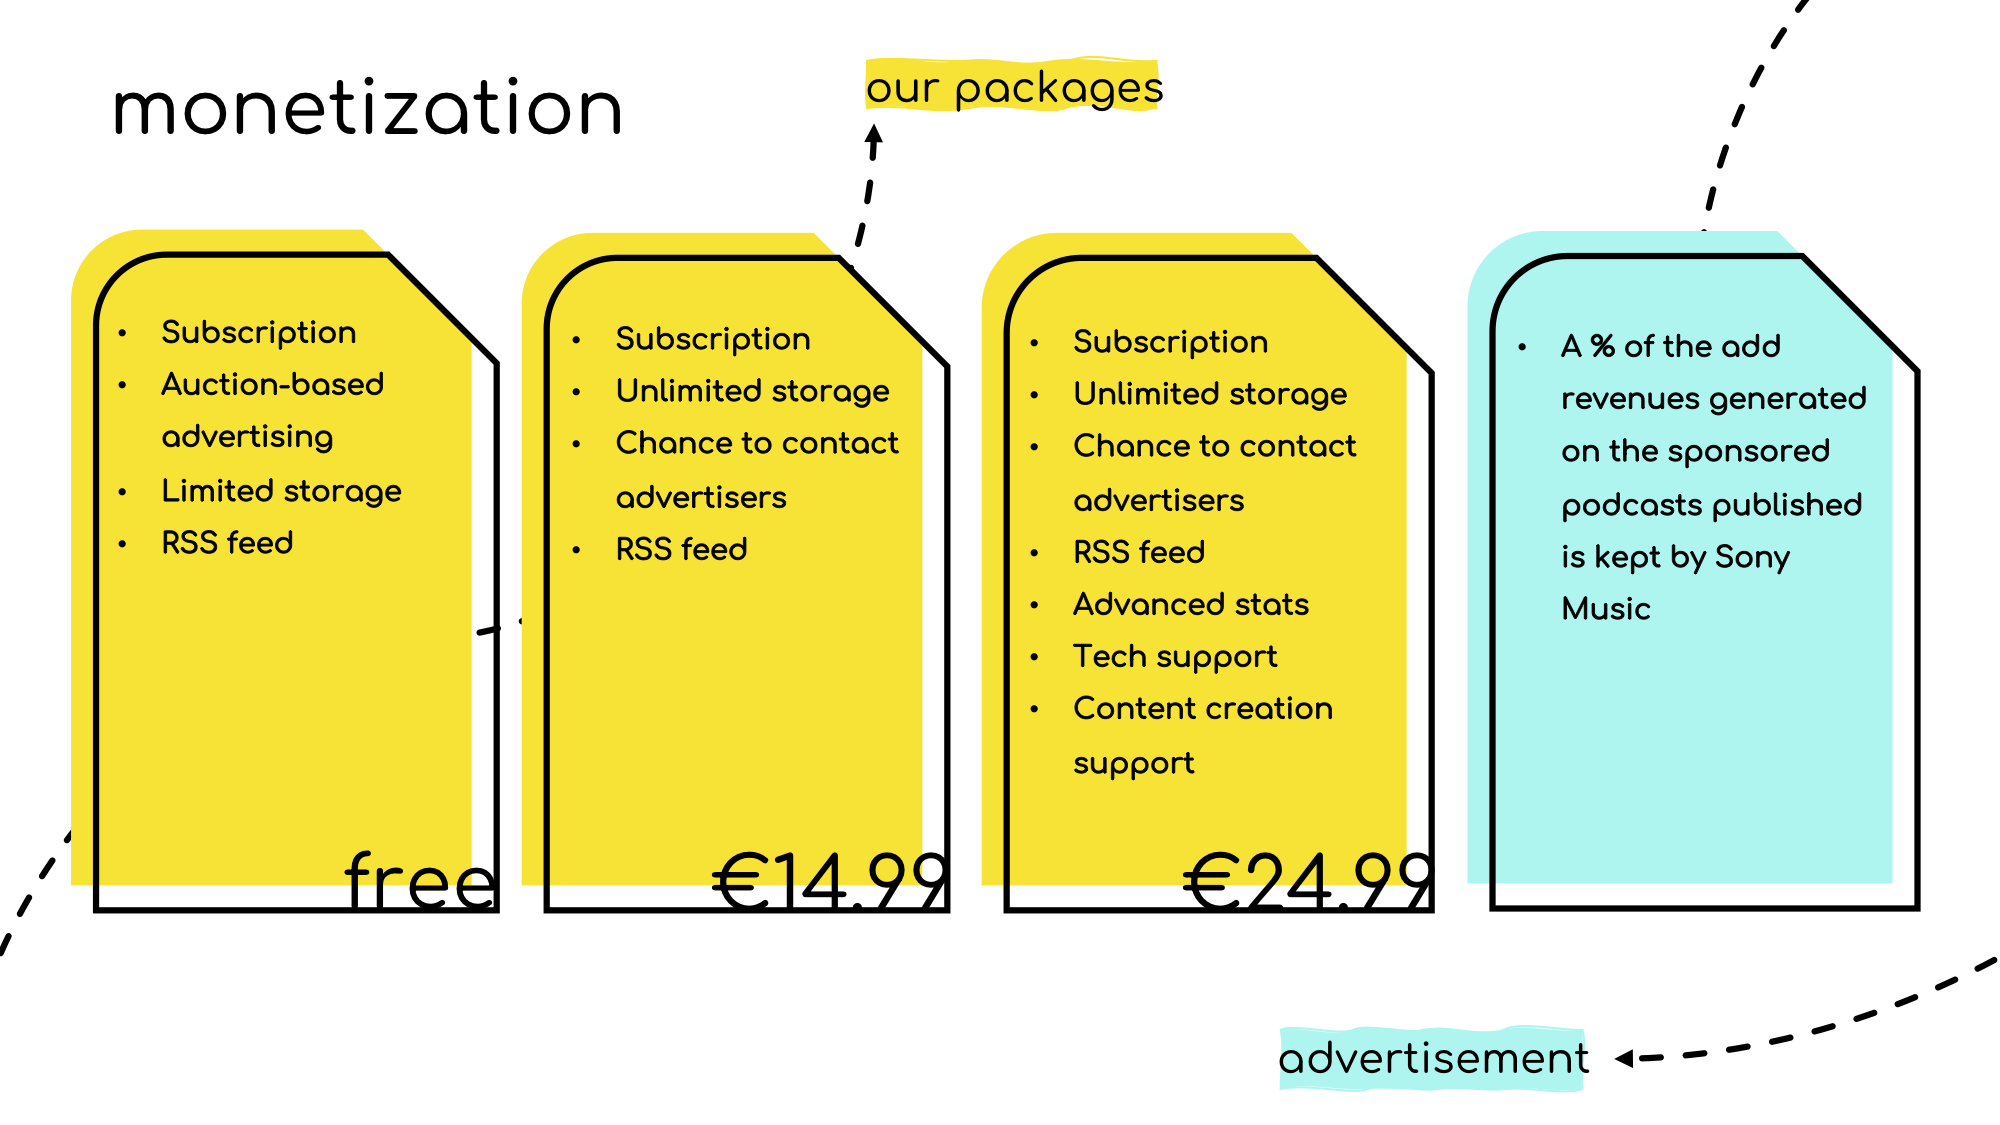 monetization
our packages
• Subscription
• Auction-based
advertising
• Limited storage
• RSS feed
free
• Subscription
• Unlimited storage
• Chance to contact
advertisers
• RSS feed
€14.99
• Subscription
• Unlimited storage
• Chance to contact
advertisers
• RSS feed
• Advanced stats
• Tech support
• Content creation
support
€24.99
• A % of the add
revenues generated
on the sponsored
podcasts published
is kept by Sony
Music
advertisement